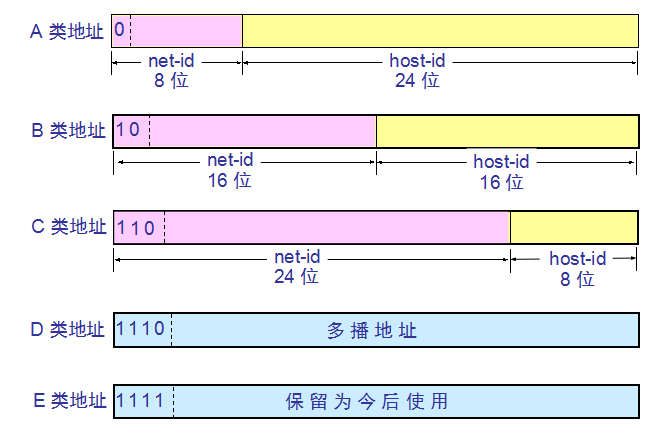 A 类地址 0
net-id host-id
8 位 24 位
B 类地址 10
net-id host-id
16 位 16 位
C 类地址 110
net-id host-id
24 位 8 位
D 类地址 1110 多播地址
E 类地址 1111 保留为今后使用